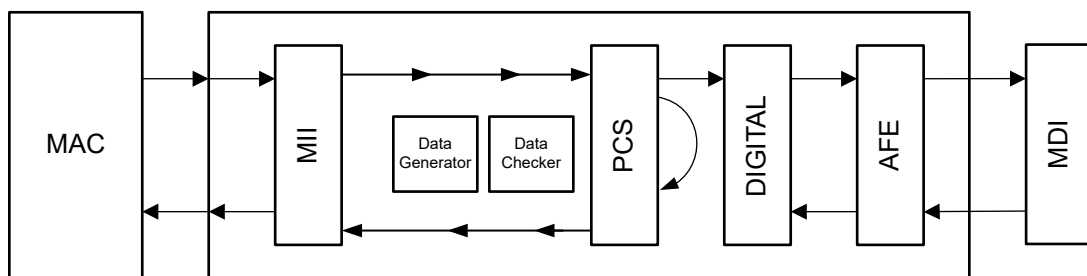 MAC
MII
Data
Generator
Data
Checker
PCS
DIGITAL
AFE
MDI